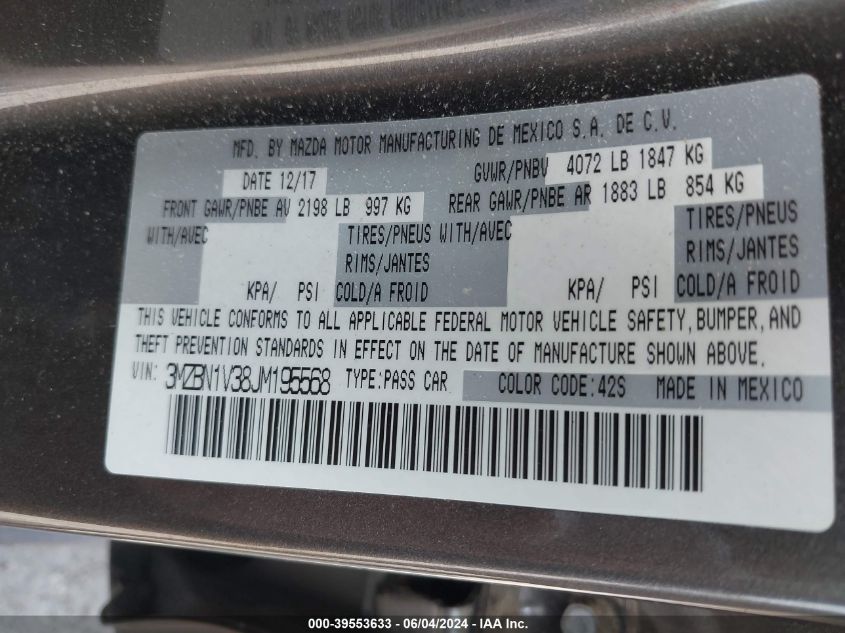 MFD. BY MAZDA MOTOR MANUFACTURING DE MEXICO S.A. DE C.V.
DATE 12/17 GVWR/PNBV 4072 LB 1847 KG
FRONT GAWR/PNBE AV 2198 LB 997 KG REAR GAWR/PNBE AR 1883 LB 854 KG
WITH/AVEC TIRES/PNEUS WITH/AVEC TIRES/PNEUS
RIMS/JANTES RIMS/JANTES
KPA/ PSI COLD/A FROID KPA/ PSI COLD/A FROID
THIS VEHICLE CONFORMS TO ALL APPLICABLE FEDERAL MOTOR VEHICLE SAFETY, BUMPER, AND
THEFT PREVENTION STANDARDS IN EFFECT ON THE DATE OF MANUFACTURE SHOWN ABOVE.
VIN: 3MZBN1V38JM195568 TYPE:PASS CAR COLOR CODE:42S MADE IN MEXICO
000-39553633 - 06/04/2024 - IAA Inc.